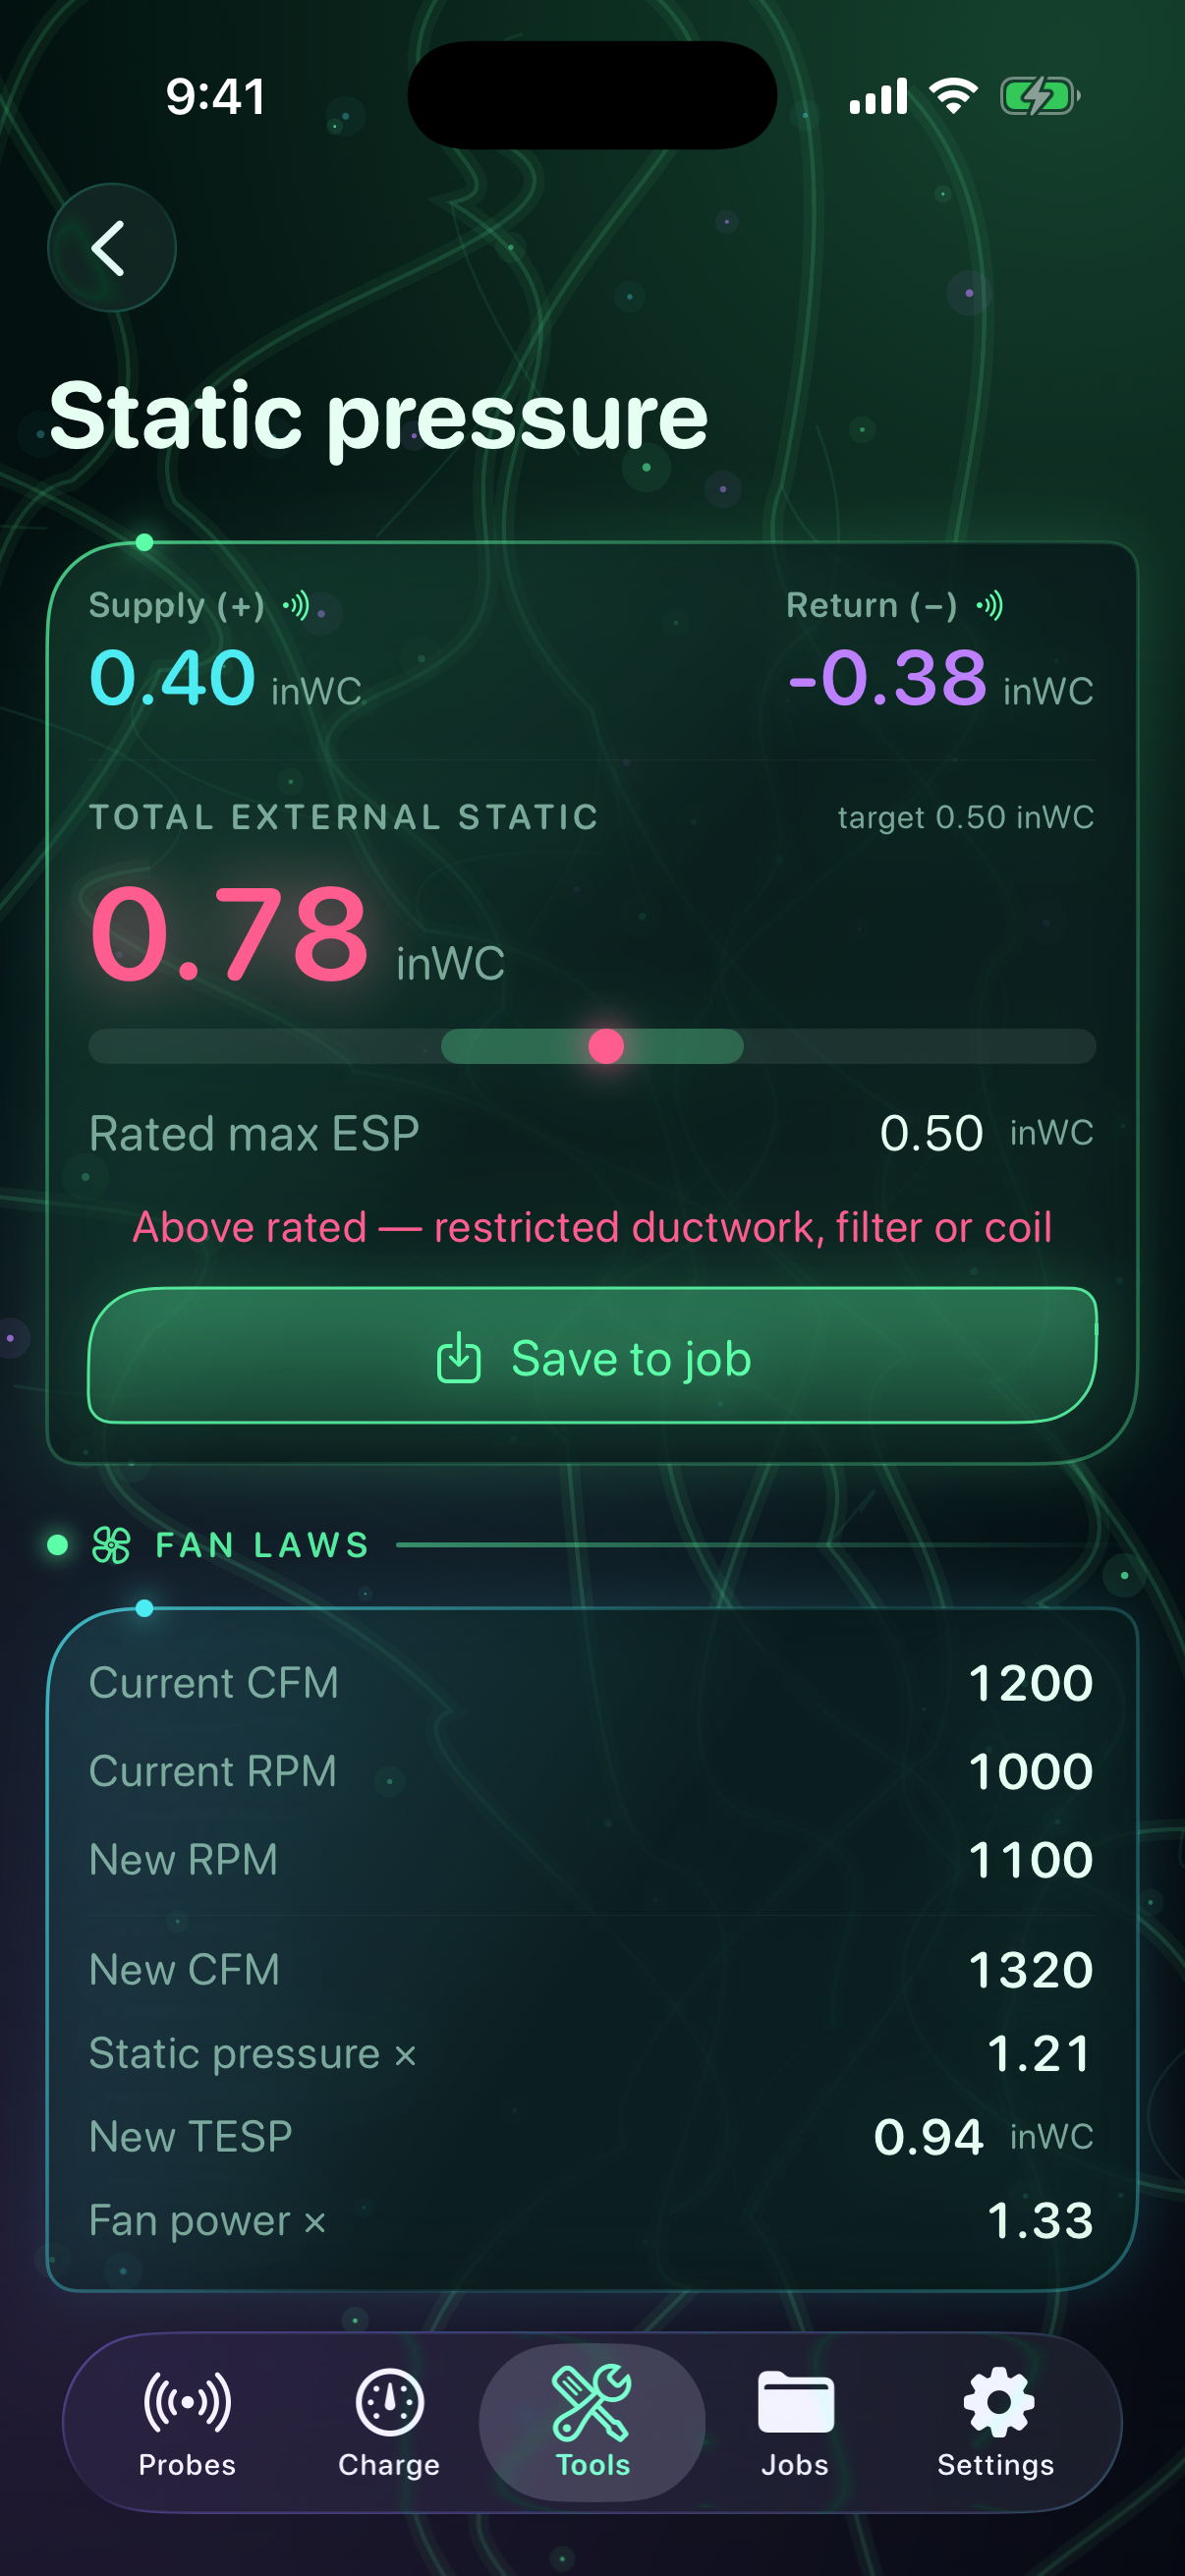 9:41
Static pressure
Supply (+) Return (−)
0.40 inWC -0.38 inWC
TOTAL EXTERNAL STATIC target 0.50 inWC
0.78 inWC
Rated max ESP 0.50 inWC
Above rated — restricted ductwork, filter or coil
Save to job
FAN LAWS
Current CFM 1200
Current RPM 1000
New RPM 1100
New CFM 1320
Static pressure × 1.21
New TESP 0.94 inWC
Fan power × 1.33
Probes Charge Tools Jobs Settings